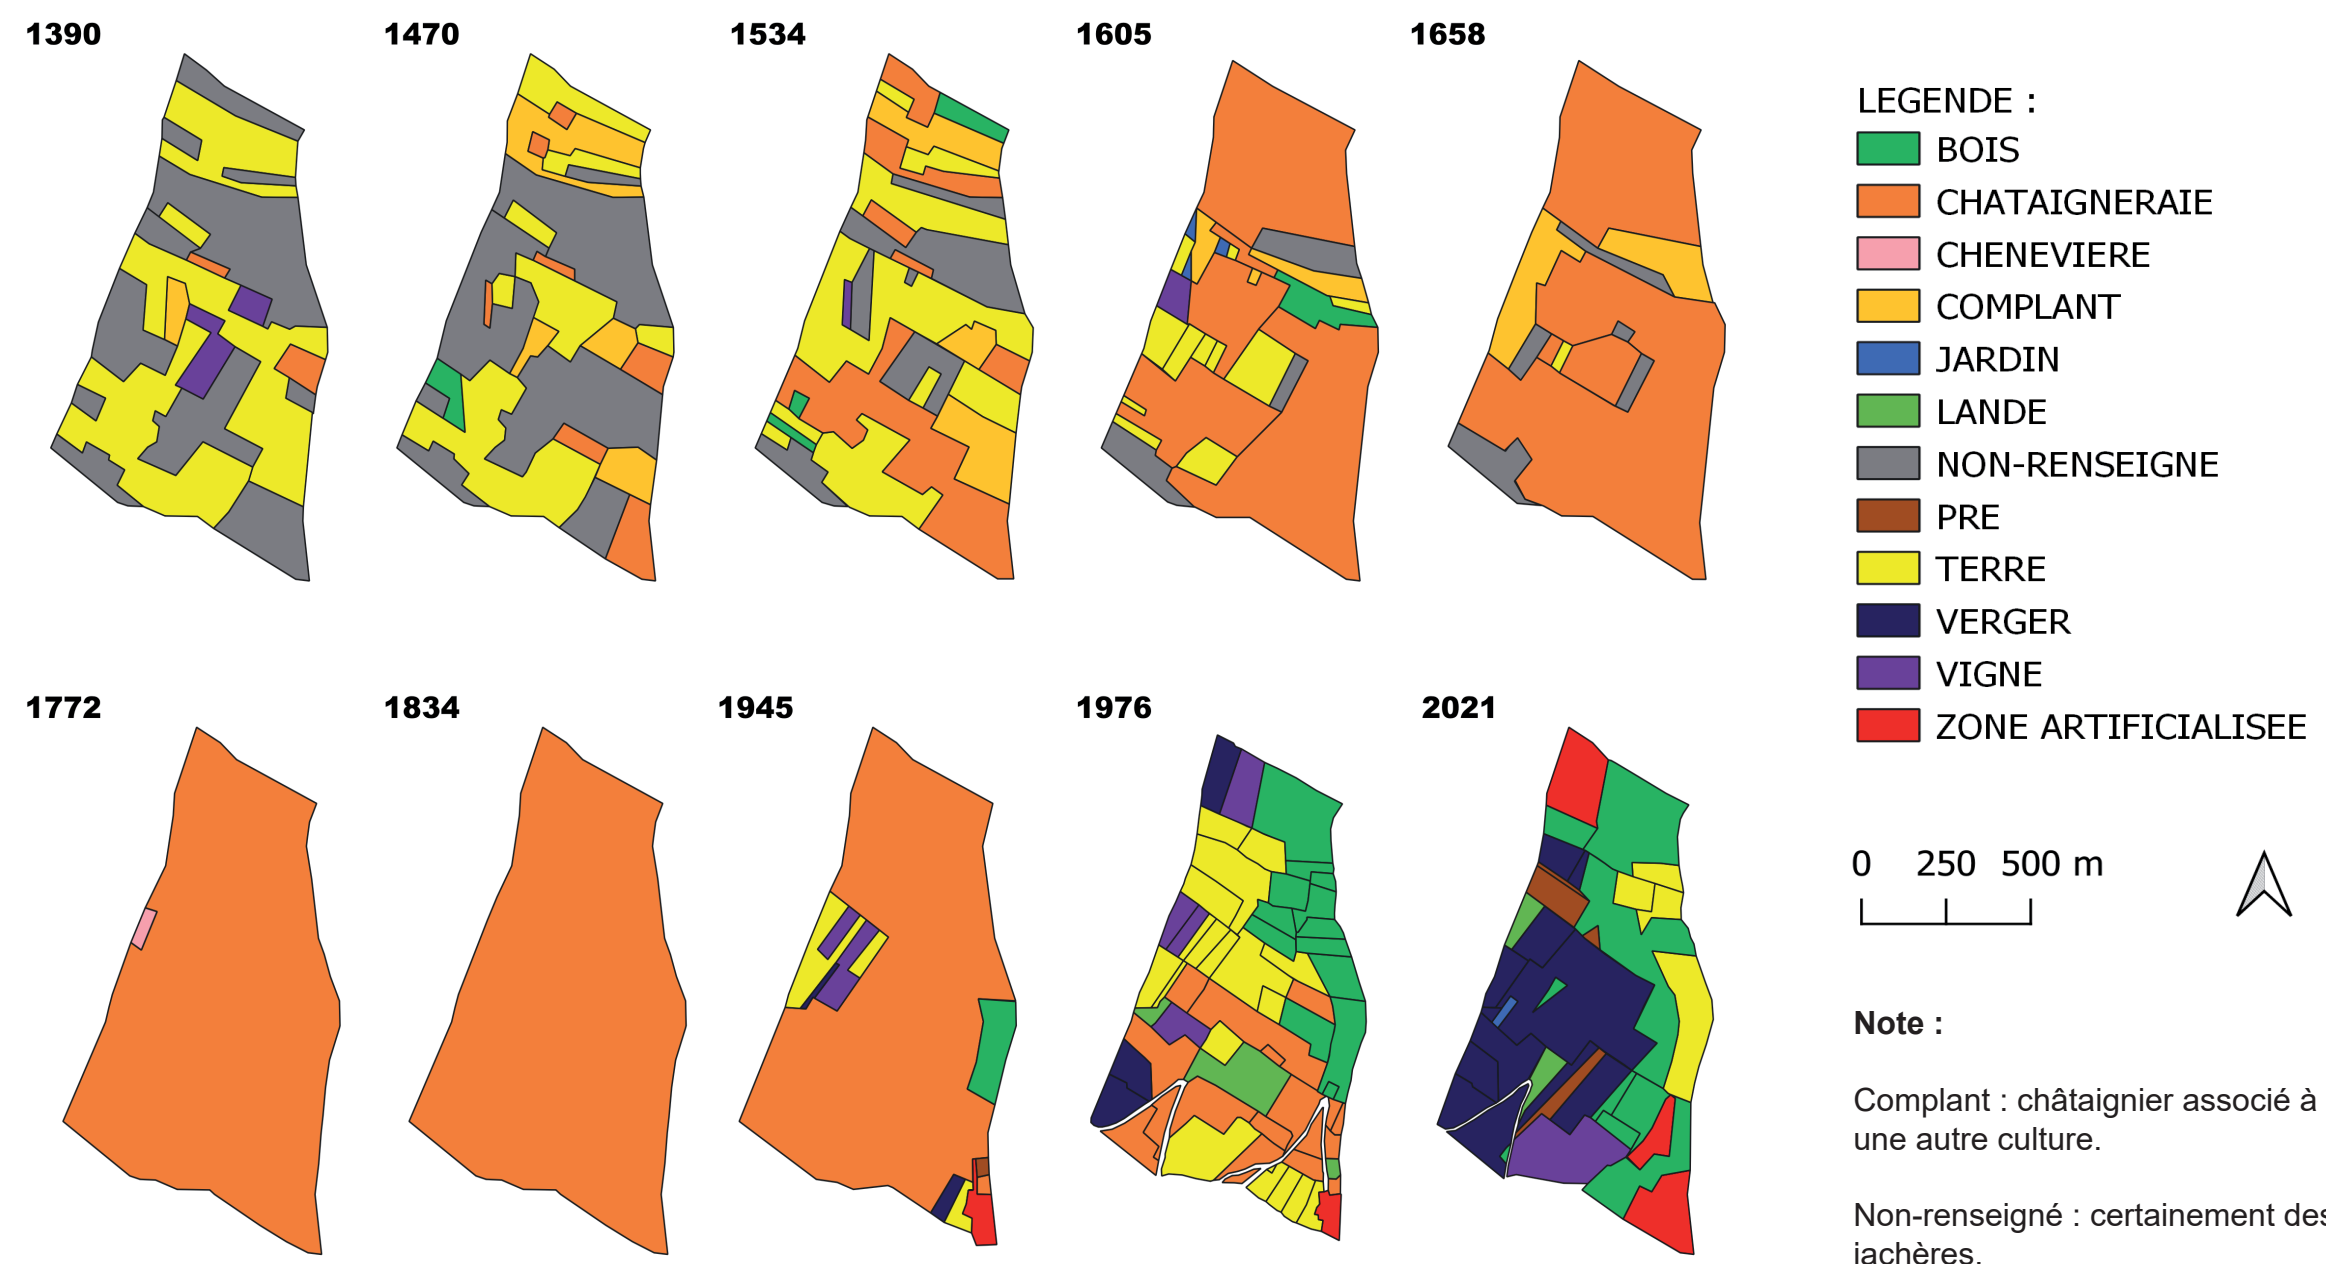 1390
1470
1534
1605
1658
LEGENDE :
BOIS
CHATAIGNERAIE
CHENEVIERE
COMPLANT
JARDIN
LANDE
NON-RENSEIGNE
PRE
TERRE
VERGER
VIGNE
ZONE ARTIFICIALISEE
1772
1834
1945
1976
2021
0 250 500 m
Note :
Complant : châtaignier associé à
une autre culture.
Non-renseigné : certainement des
jachères.